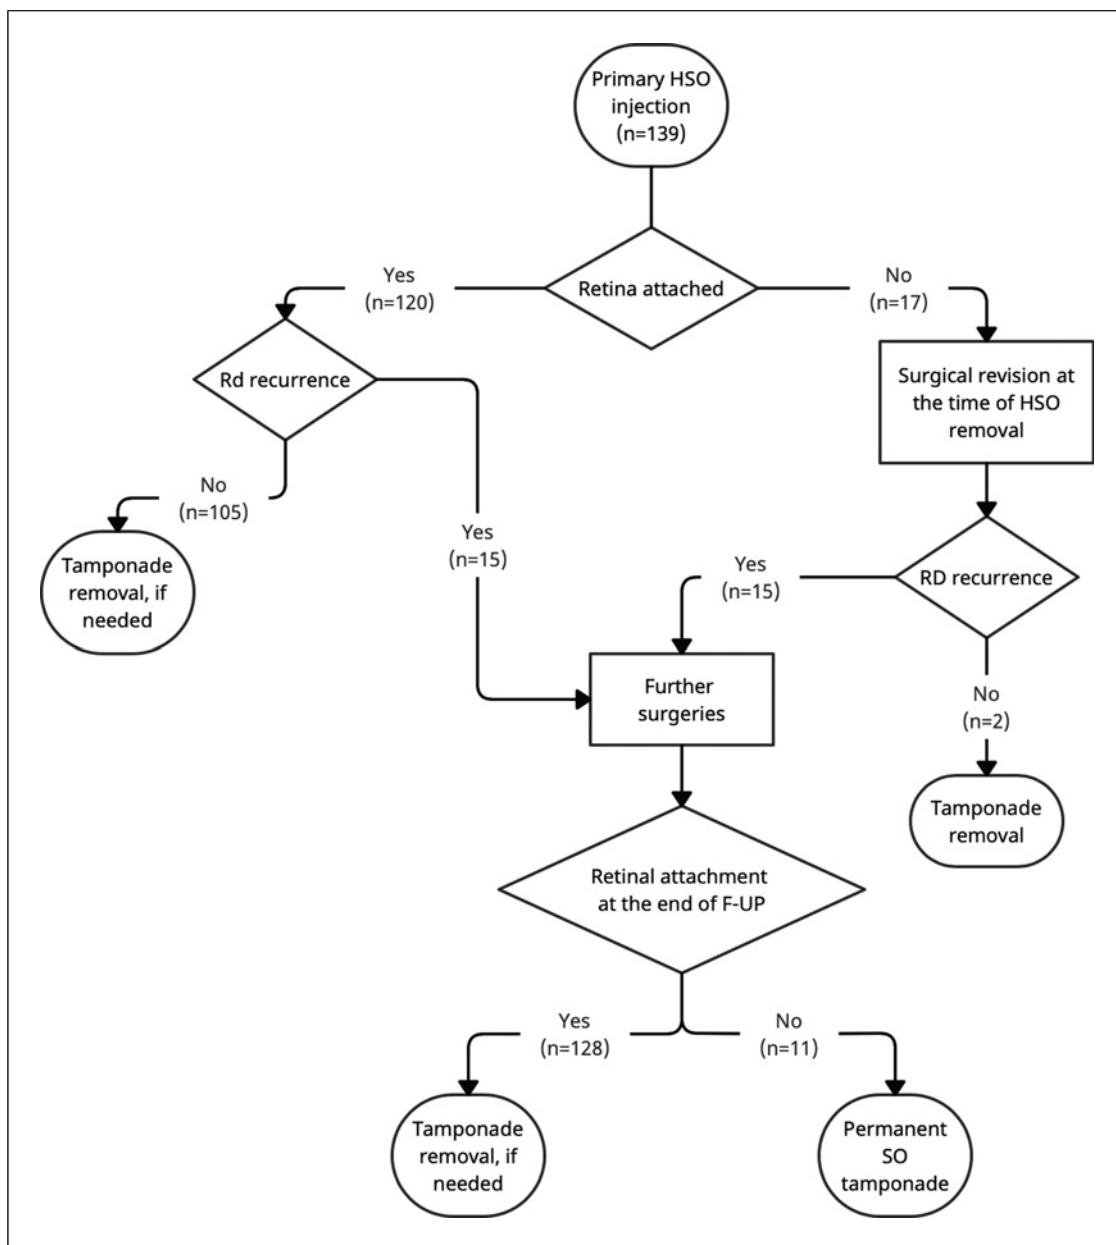 Primary HSO
injection
(n=139)
Retina attached
Yes
(n=120)
No
(n=17)
Rd recurrence
Surgical revision at
the time of HSO
removal
No
(n=105)
Tamponade
removal, if
needed
Yes
(n=15)
Yes
(n=15)
RD recurrence
Further
surgeries
No
(n=2)
Tamponade
removal
Retinal attachment
at the end of F-UP
Yes
(n=128)
No
(n=11)
Tamponade
removal, if
needed
Permanent
SO
tamponade